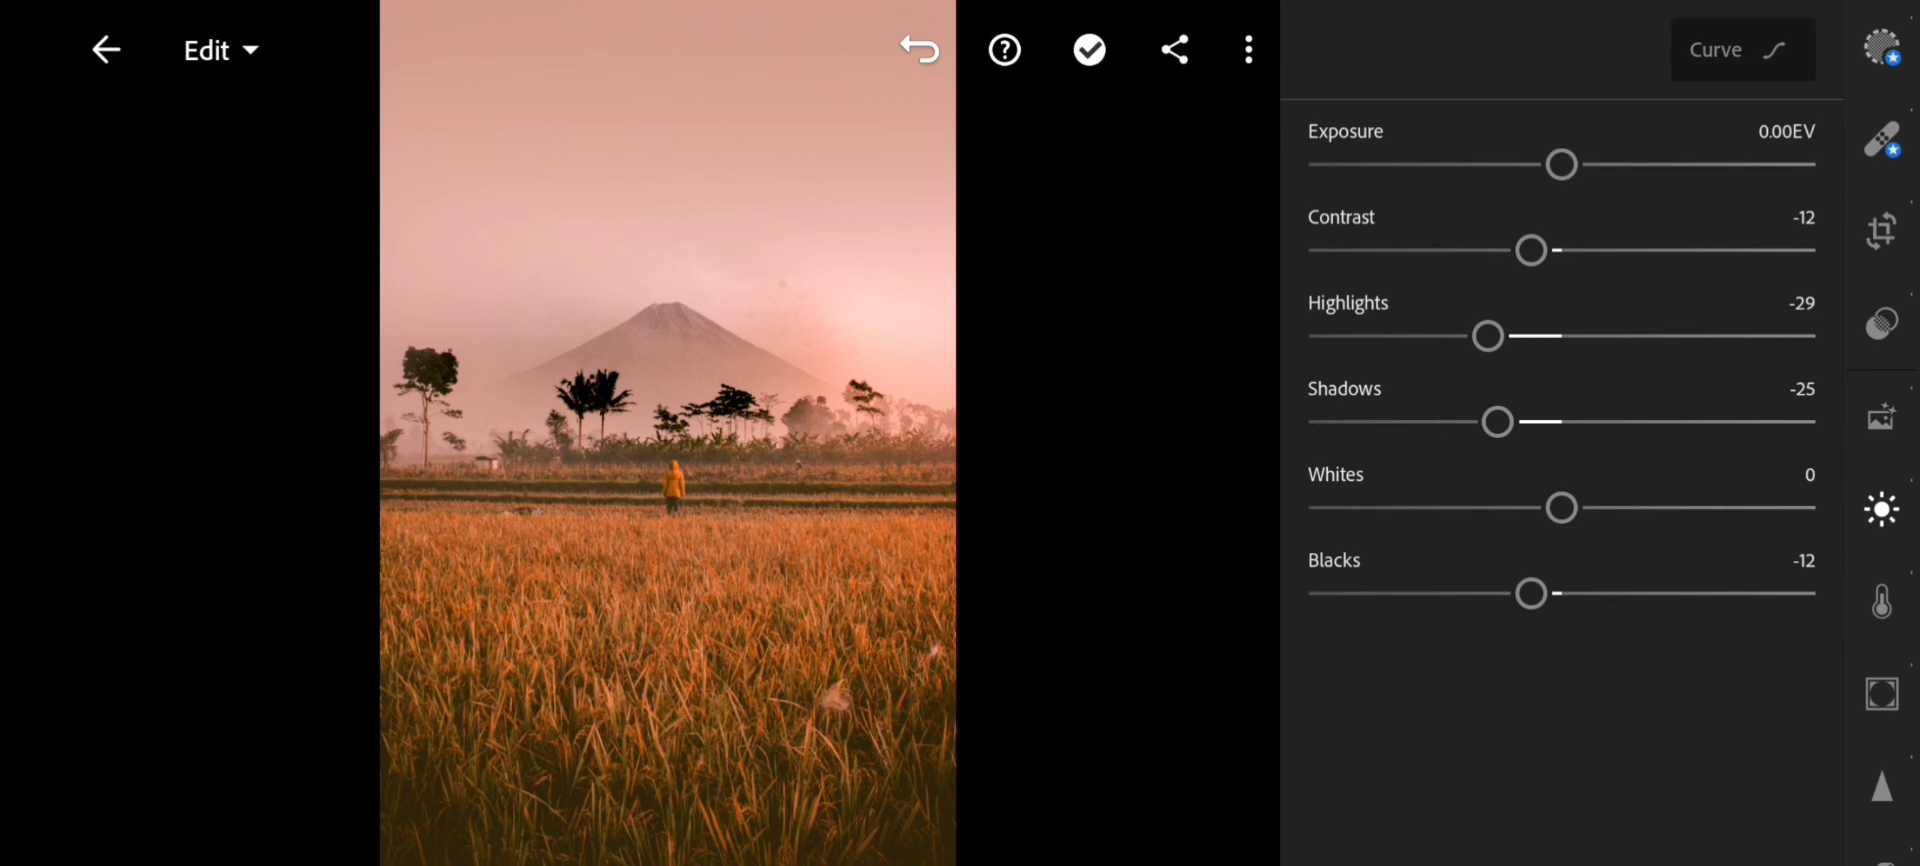 Edit
Curve
Exposure 0.00EV
Contrast -12
Highlights -29
Shadows -25
Whites 0
Blacks -12